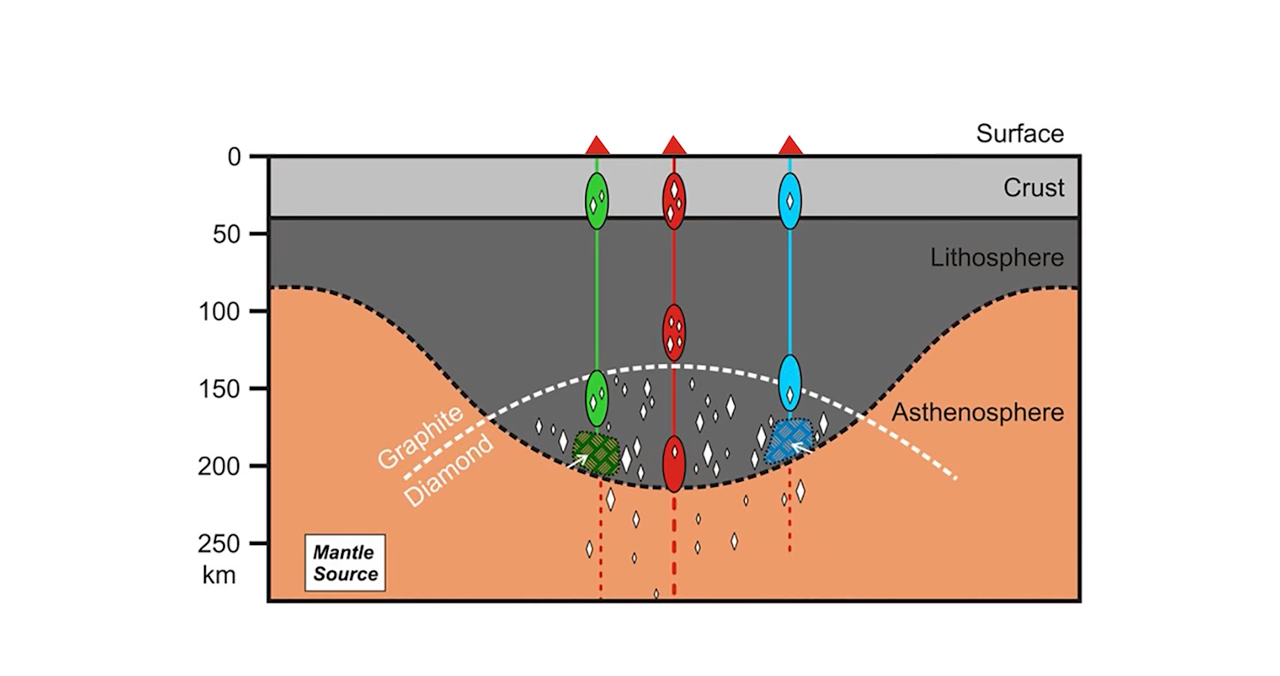 Surface
0
Crust
50
Lithosphere
100
150
Asthenosphere
Graphite
Diamond
200
250
km
Mantle
Source